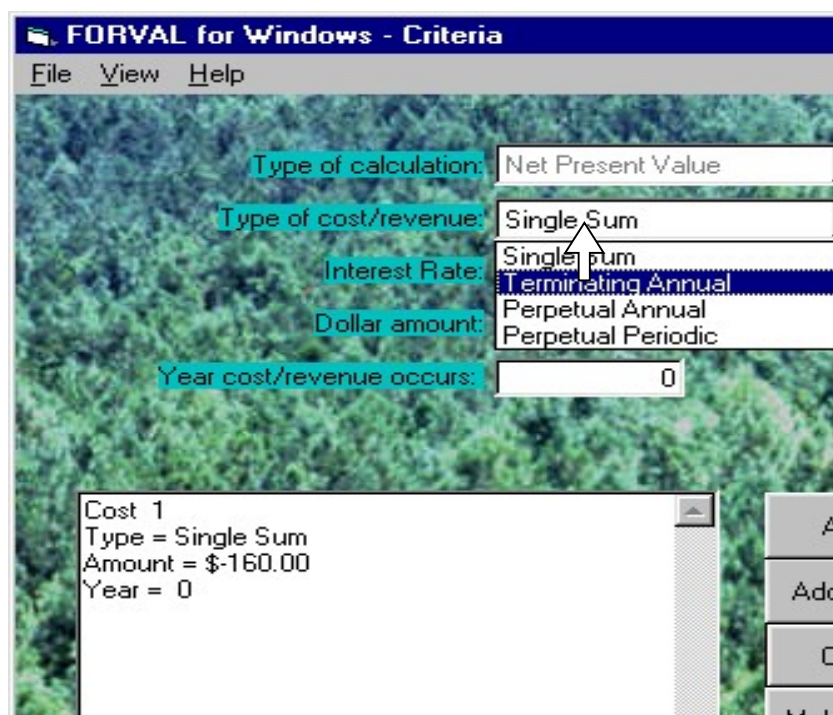 FORVAL for Windows - Criteria
File View Help
Type of calculation: Net Present Value
Type of cost/revenue: Single Sum
Single Sum
Interest Rate: Terminating Annual
Perpetual Annual
Dollar amount: Perpetual Periodic
Year cost/revenue occurs: 0
Cost 1
Type = Single Sum
Amount = $-160.00
Year = 0